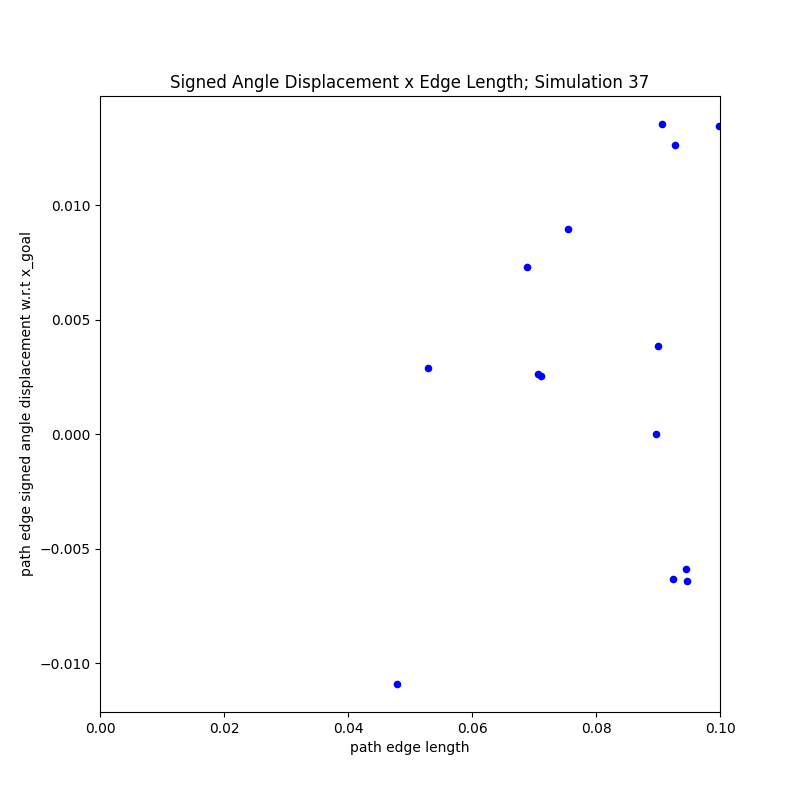 Signed Angle Displacement x Edge Length; Simulation 37
path edge signed angle displacement w.r.t x_goal
0.010
0.005
0.000
−0.005
−0.010
0.00 0.02 0.04 0.06 0.08 0.10
path edge length